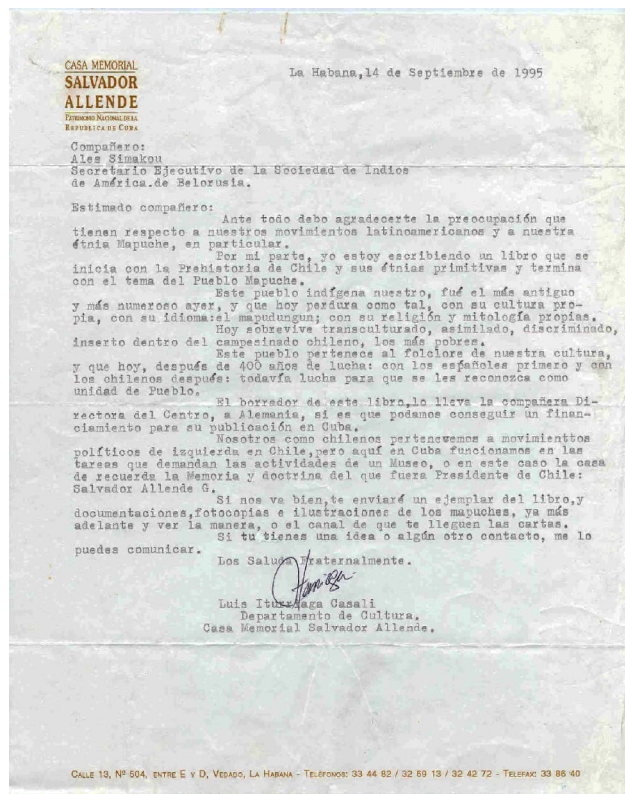 CASA MEMORIAL
SALVADOR
ALLENDE
PATRIMONIO NACIONAL DE LA
REPUBLICA DE CUBA
La Habana,14 de Septiembre de 1995
Compañero:
Ales Simakou
Secretario Ejecutivo de la Sociedad de Indios
de América.de Belorusia.
Estimado compañero:
Ante todo debo agradecerte la preocupación que
tienen respecto a nuestros movimientos latinoamericanos y a nuestra
étnia Mapuche, en particular.
Por mi parte, yo estoy escribiendo un libro que se
inicia con la Prehistoria de Chile y sus étnias primitivas y termina
con el tema del Pueblo Mapuche.
Este pueblo indígena nuestro, fué el más antiguo
y más numeroso ayer, y que hoy perdura como tal, con su cultura pro-
pia, con su idioma:el mapudungun; con su religión y mitología propias.
Hoy sobrevive transculturado, asimilado, discriminado,
inserto dentro del campesinado chileno, los más pobres.
Este pueblo pertenece al folclore de nuestra cultura,
y que hoy, después de 400 años de lucha: con los españoles primero y con
los chilenos después: todavía lucha para que se les reconozca como
unidad de Pueblo.
El borrador de este libro,lo lleva la compañera Di-
rectora del Centro, a Alemania, si es que podamos conseguir un finan-
ciamiento para su publicación en Cuba.
Nosotros como chilenos pertenewemos a movimienttos
políticos de izquierda en Chile,pero aquí en Cuba funcionamos en las
tareas que demandan las actividades de un Museo, o en este caso la casa
de recuerda la Memoria y doctrina del que fuera Presidente de Chile:
Salvador Allende G.
Si nos va bien,te enviaré un ejemplar del libro,y
documentaciones,fotocopias e ilustraciones de los mapuches, ya más
adelante y ver la manera, o el canal de que te lleguen las cartas.
Si tu tienes una idea o algún otro contacto, me lo
puedes comunicar.
Los Saluda Fraternalmente.
Luis Iturriaga Casali
Departamento de Cultura.
Casa Memorial Salvador Allende.
CALLE 13, Nº 504, ENTRE E Y D, VEDADO, LA HABANA - TELÉFONOS: 33 44 82 / 32 69 13 / 32 42 72 - TELEFAX: 33 86 40